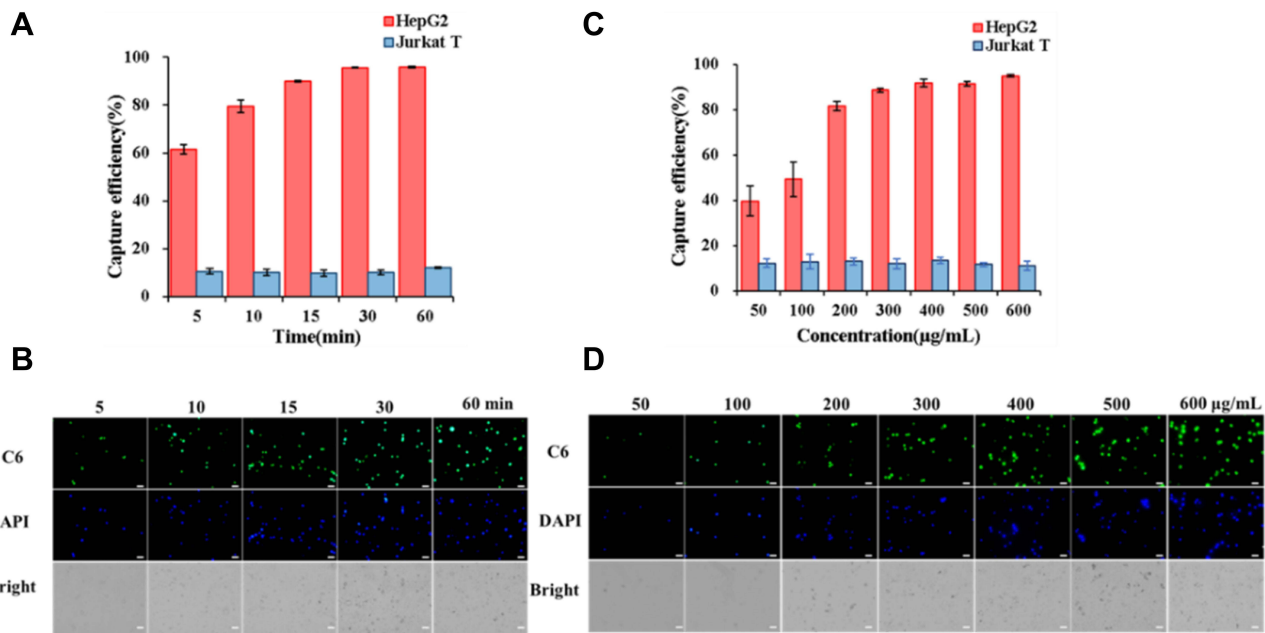 A
HepG2
Jurkat T
Capture efficiency(%)
100
80
60
40
20
0
5 10 15 30 60
Time(min)
C
HepG2
Jurkat T
Capture efficiency(%)
100
80
60
40
20
0
50 100 200 300 400 500 600
Concentration(μg/mL)
B
5 10 15 30 60 min
C6
API
right
D
50 100 200 300 400 500 600 μg/mL
C6
DAPI
Bright